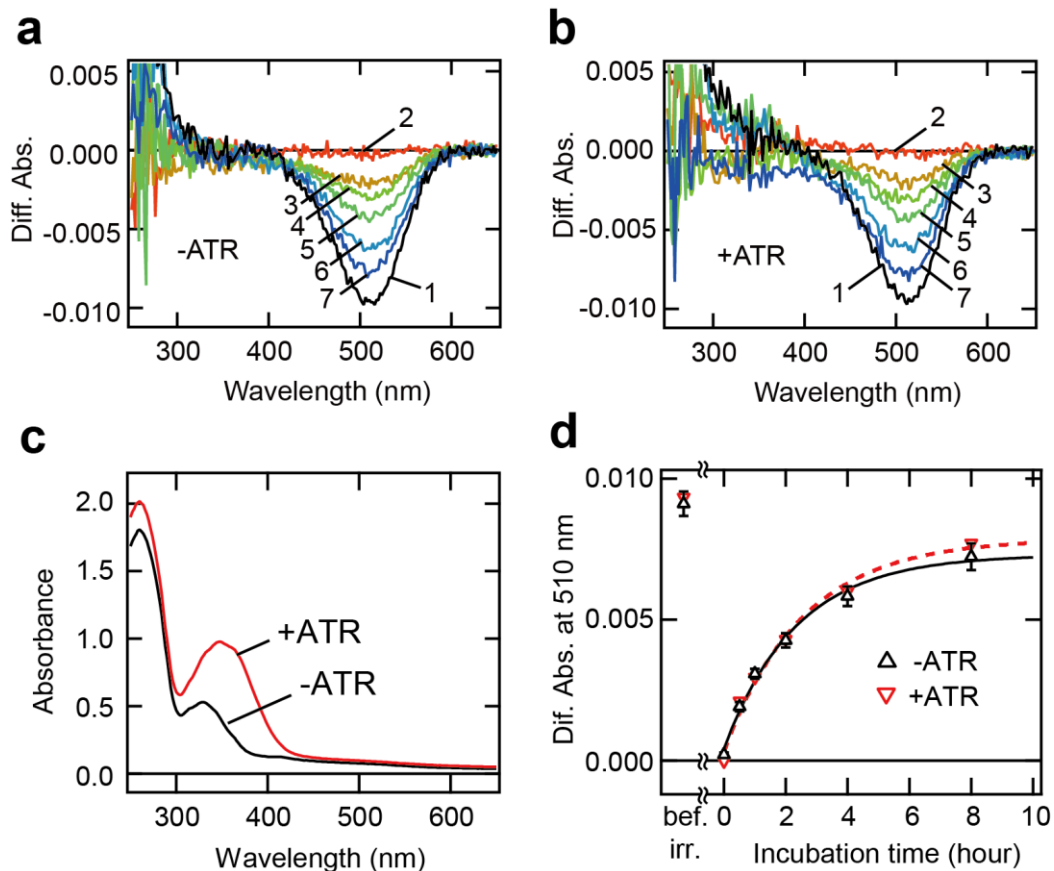 a
0.005
0.000
-0.005
-0.010
Diff. Abs.
2
3
4
5
6
7
1
-ATR
300 400 500 600
Wavelength (nm)
b
0.005
0.000
-0.005
-0.010
Diff. Abs.
2
3
4
5
6
7
1
+ATR
300 400 500 600
Wavelength (nm)
c
2.0
1.5
1.0
0.5
0.0
Absorbance
+ATR
-ATR
300 400 500 600
Wavelength (nm)
d
0.010
0.005
0.000
Dif. Abs. at 510 nm
-ATR
+ATR
bef. 0 2 4 6 8 10
irr. Incubation time (hour)